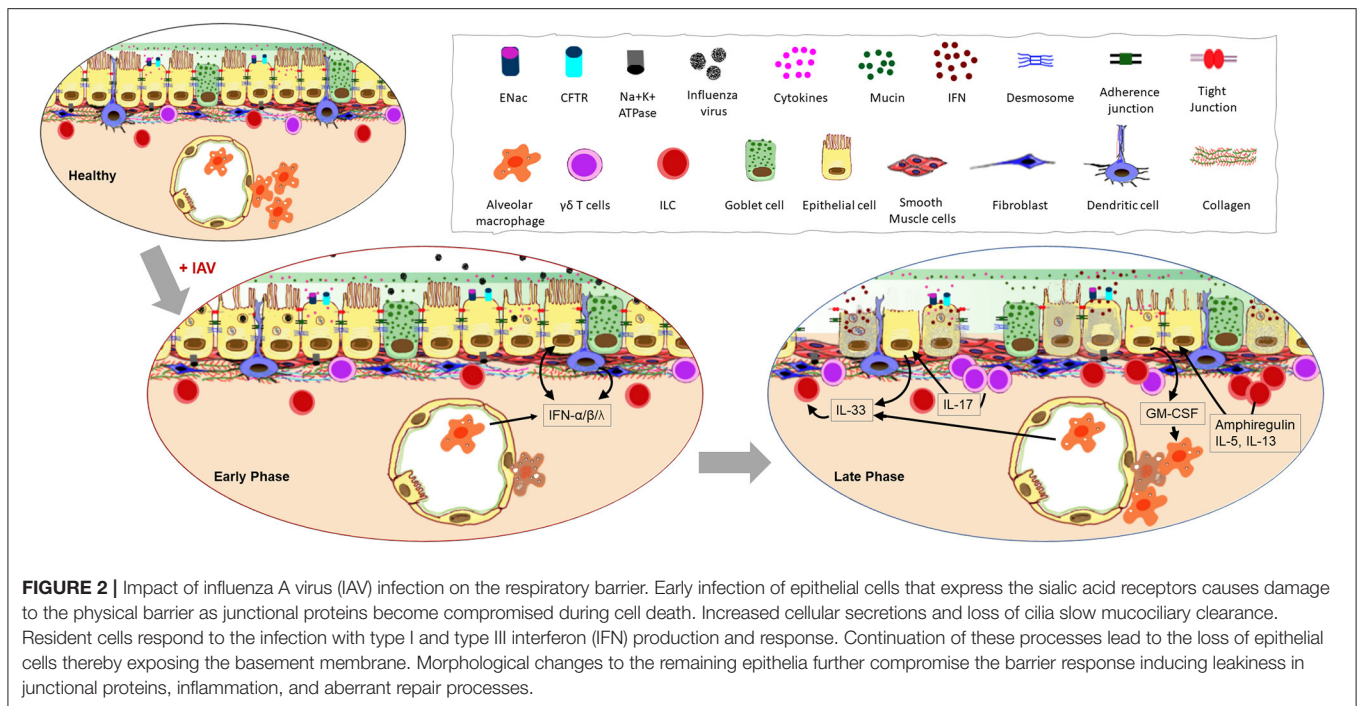 ENac
CFTR
Na+K+
ATPase
Influenza
virus
Cytokines
Mucin
IFN
Desmosome
Adherence
junction
Tight
Junction
Alveolar
macrophage
γδ T cells
ILC
Goblet cell
Epithelial cell
Smooth
Muscle cells
Fibroblast
Dendritic cell
Collagen
Healthy
+ IAV
IFN-α/β/λ
Early Phase
IL-33
IL-17
GM-CSF
Amphiregulin
IL-5, IL-13
Late Phase
FIGURE 2 | Impact of influenza A virus (IAV) infection on the respiratory barrier. Early infection of epithelial cells that express the sialic acid receptors causes damage
to the physical barrier as junctional proteins become compromised during cell death. Increased cellular secretions and loss of cilia slow mucociliary clearance.
Resident cells respond to the infection with type I and type III interferon (IFN) production and response. Continuation of these processes lead to the loss of epithelial
cells thereby exposing the basement membrane. Morphological changes to the remaining epithelia further compromise the barrier response inducing leakiness in
junctional proteins, inflammation, and aberrant repair processes.